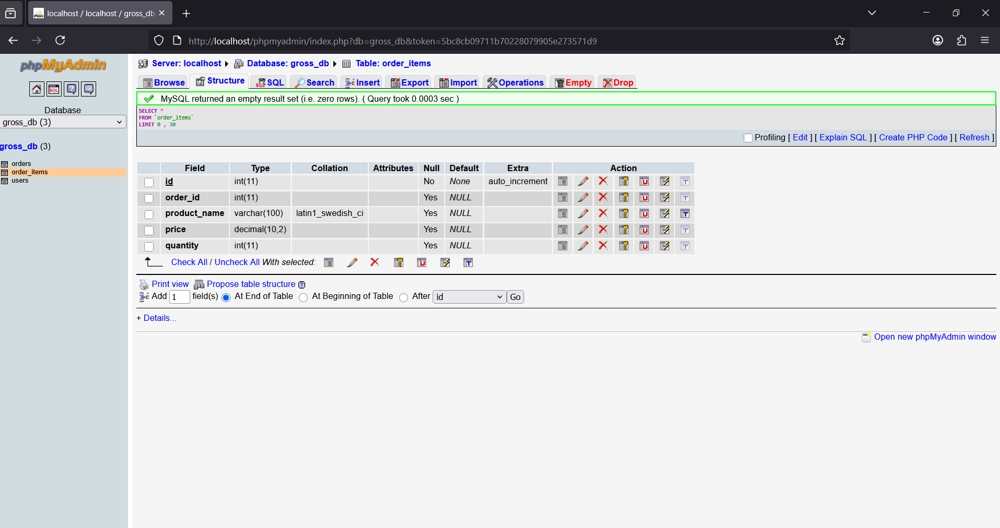 localhost / localhost / gross_db
http://localhost/phpmyadmin/index.php?db=gross_db&token=5bc8cb09711b70228079905e273571d9
phpMyAdmin
Database
gross_db (3)
gross_db (3)
orders
order_items
users
Server: localhost Database: gross_db Table: order_items
Browse Structure SQL Search Insert Export Import Operations Empty Drop
MySQL returned an empty result set (i.e. zero rows). ( Query took 0.0003 sec )
SELECT *
FROM `order_items`
LIMIT 0 , 30
Profiling [ Edit ] [ Explain SQL ] [ Create PHP Code ] [ Refresh ]
Field Type Collation Attributes Null Default Extra Action
id int(11) No None auto_increment
order_id int(11) Yes NULL
product_name varchar(100) latin1_swedish_ci Yes NULL
price decimal(10,2) Yes NULL
quantity int(11) Yes NULL
Check All / Uncheck All With selected:
Print view Propose table structure
Add 1 field(s) At End of Table At Beginning of Table After id Go
+ Details...
Open new phpMyAdmin window